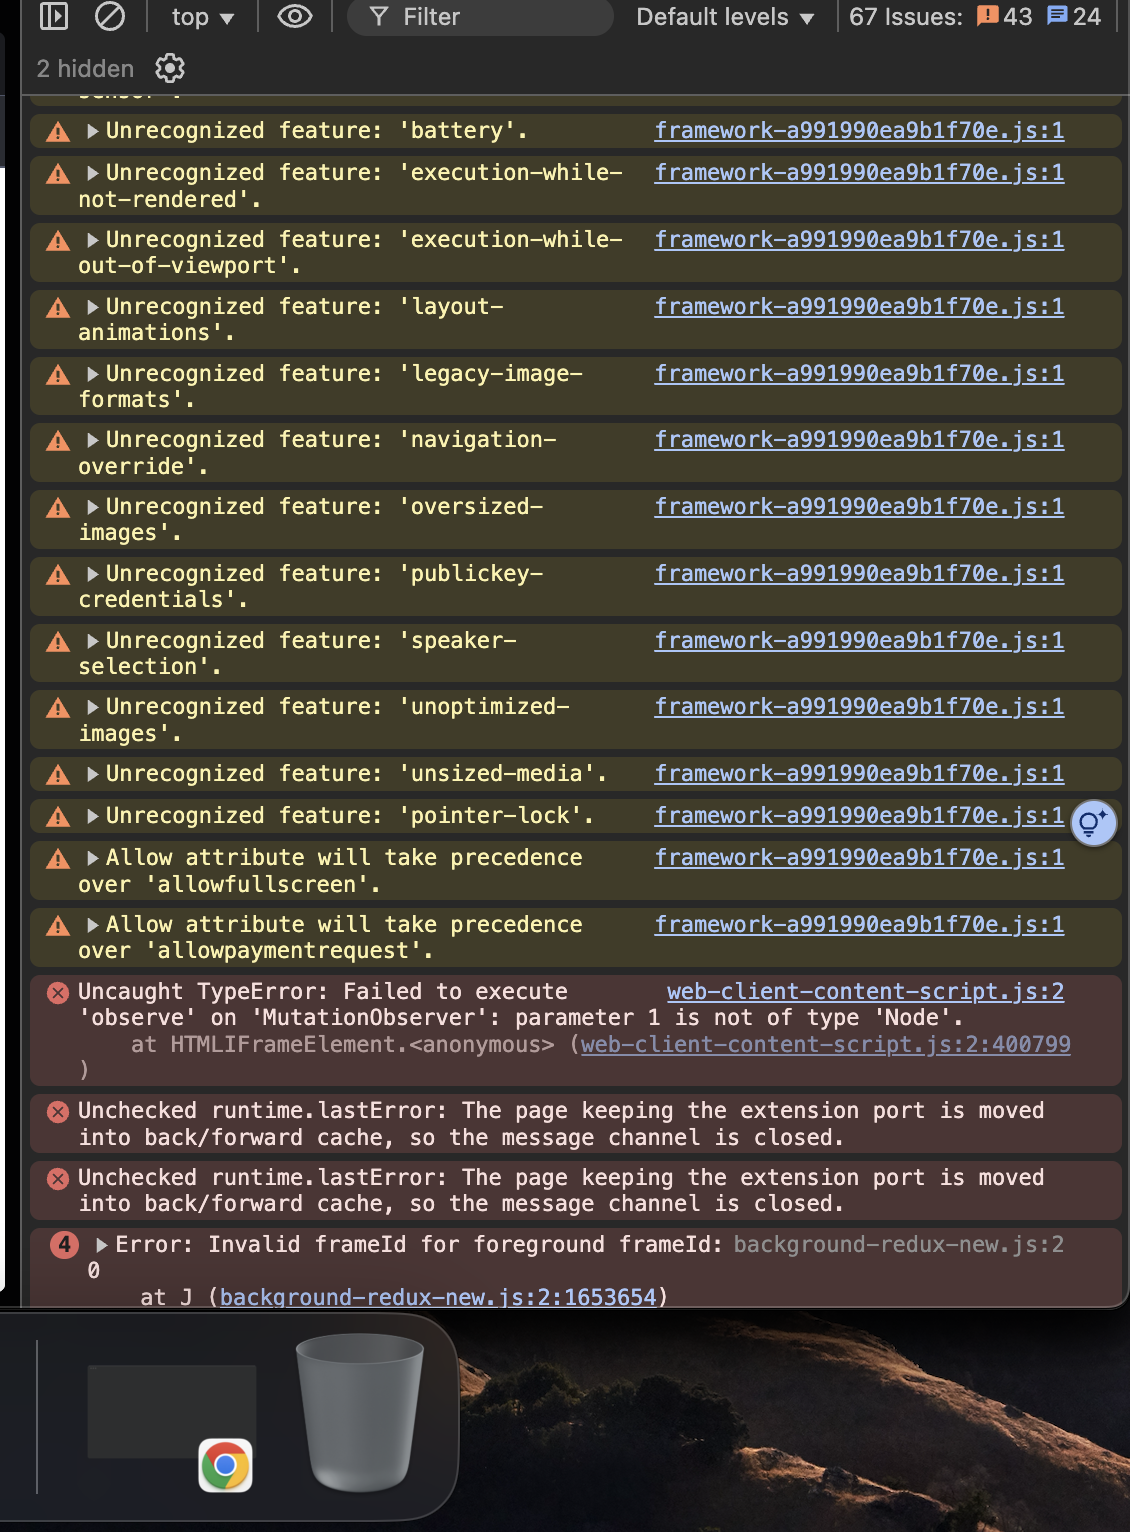 top
Filter
Default levels
67 Issues:
43
24
2 hidden
sensor'.
Unrecognized feature: 'battery'. framework-a991990ea9b1f70e.js:1
Unrecognized feature: 'execution-while- framework-a991990ea9b1f70e.js:1
not-rendered'.
Unrecognized feature: 'execution-while- framework-a991990ea9b1f70e.js:1
out-of-viewport'.
Unrecognized feature: 'layout- framework-a991990ea9b1f70e.js:1
animations'.
Unrecognized feature: 'legacy-image- framework-a991990ea9b1f70e.js:1
formats'.
Unrecognized feature: 'navigation- framework-a991990ea9b1f70e.js:1
override'.
Unrecognized feature: 'oversized- framework-a991990ea9b1f70e.js:1
images'.
Unrecognized feature: 'publickey- framework-a991990ea9b1f70e.js:1
credentials'.
Unrecognized feature: 'speaker- framework-a991990ea9b1f70e.js:1
selection'.
Unrecognized feature: 'unoptimized- framework-a991990ea9b1f70e.js:1
images'.
Unrecognized feature: 'unsized-media'. framework-a991990ea9b1f70e.js:1
Unrecognized feature: 'pointer-lock'. framework-a991990ea9b1f70e.js:1
Allow attribute will take precedence framework-a991990ea9b1f70e.js:1
over 'allowfullscreen'.
Allow attribute will take precedence framework-a991990ea9b1f70e.js:1
over 'allowpaymentrequest'.
Uncaught TypeError: Failed to execute web-client-content-script.js:2
'observe' on 'MutationObserver': parameter 1 is not of type 'Node'.
at HTMLIFrameElement.<anonymous> (web-client-content-script.js:2:400799
)
Unchecked runtime.lastError: The page keeping the extension port is moved
into back/forward cache, so the message channel is closed.
Unchecked runtime.lastError: The page keeping the extension port is moved
into back/forward cache, so the message channel is closed.
4 Error: Invalid frameId for foreground frameId: background-redux-new.js:2
0
at J (background-redux-new.js:2:1653654)